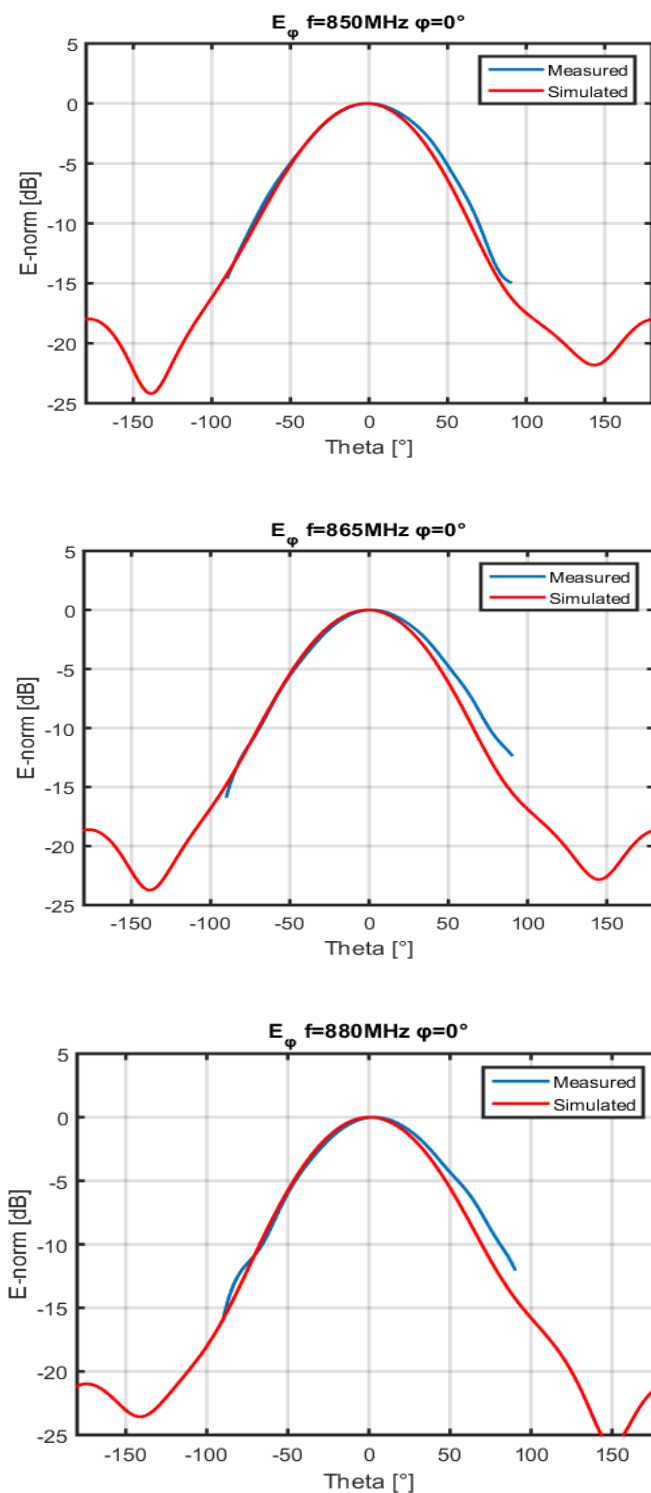 E_φ f=850MHz φ=0°
5
Measured
Simulated
0
-5
-10
-15
-20
-25
E-norm [dB]
-150 -100 -50 0 50 100 150
Theta [°]
E_φ f=865MHz φ=0°
5
Measured
Simulated
0
-5
-10
-15
-20
-25
E-norm [dB]
-150 -100 -50 0 50 100 150
Theta [°]
E_φ f=880MHz φ=0°
5
Measured
Simulated
0
-5
-10
-15
-20
-25
E-norm [dB]
-150 -100 -50 0 50 100 150
Theta [°]